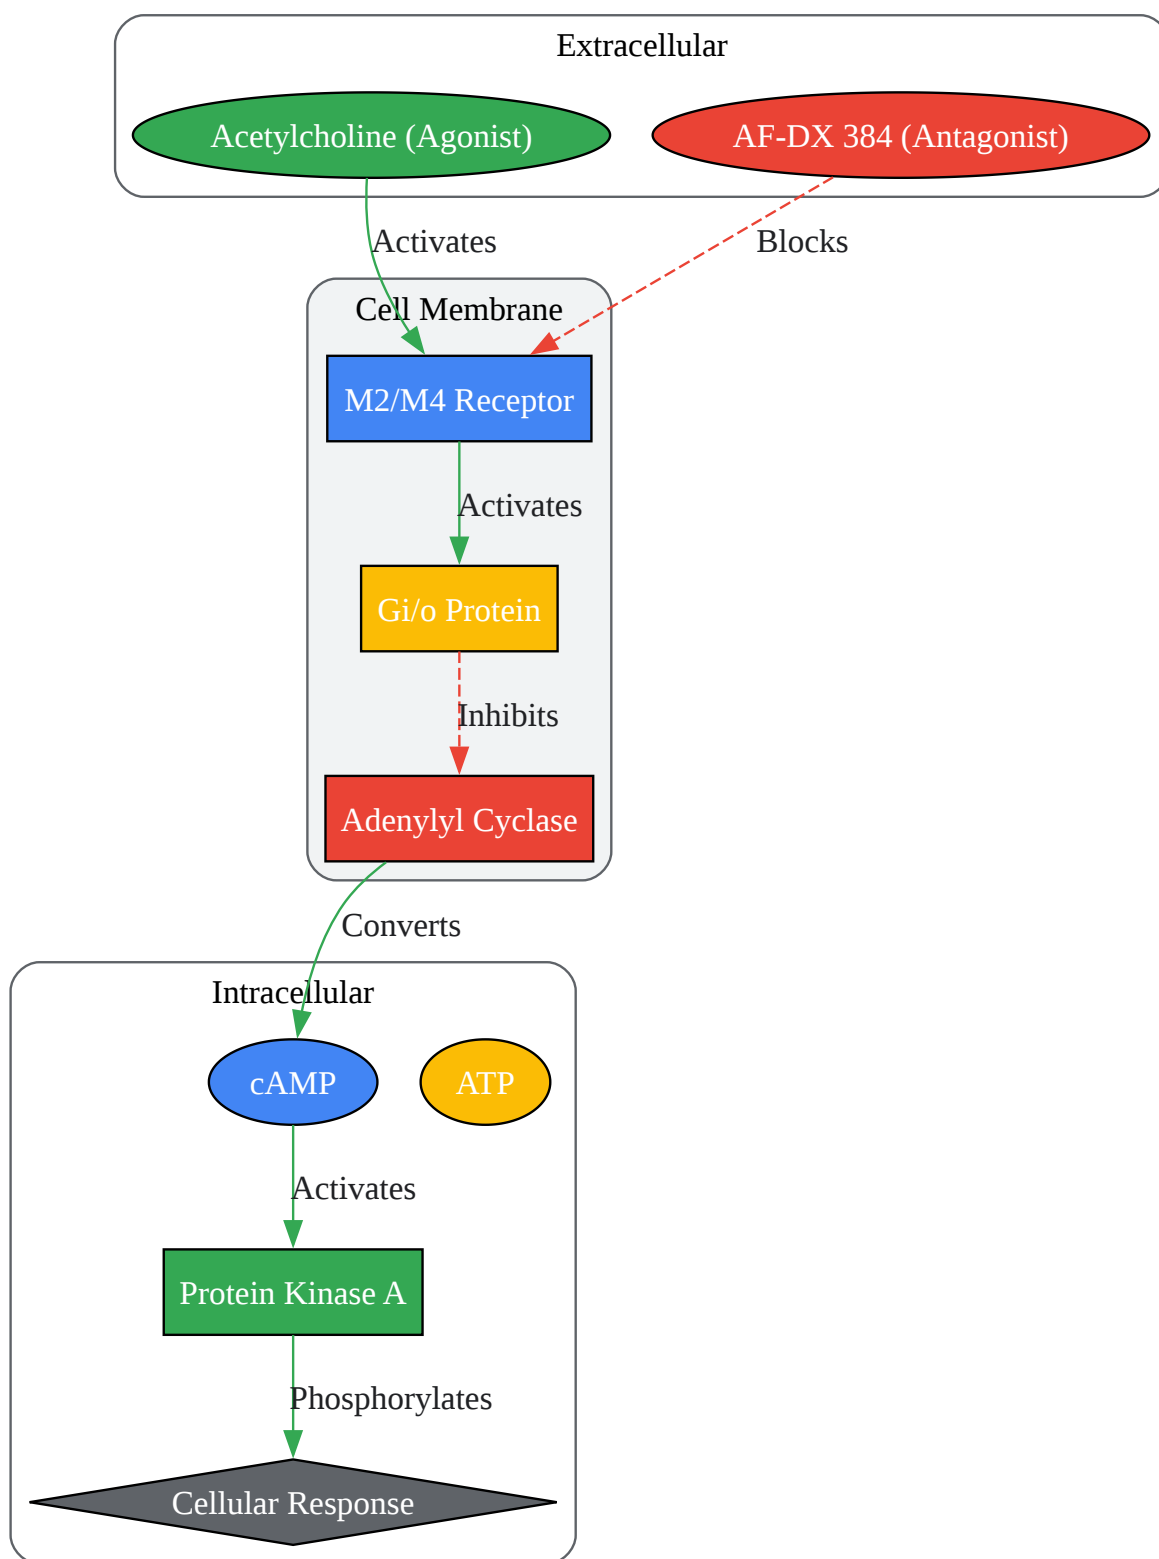 Extracellular
Acetylcholine (Agonist)
AF-DX 384 (Antagonist)
Activates
Blocks
Cell Membrane
M2/M4 Receptor
Activates
Gi/o Protein
Inhibits
Adenylyl Cyclase
Converts
Intracellular
cAMP
ATP
Activates
Protein Kinase A
Phosphorylates
Cellular Response